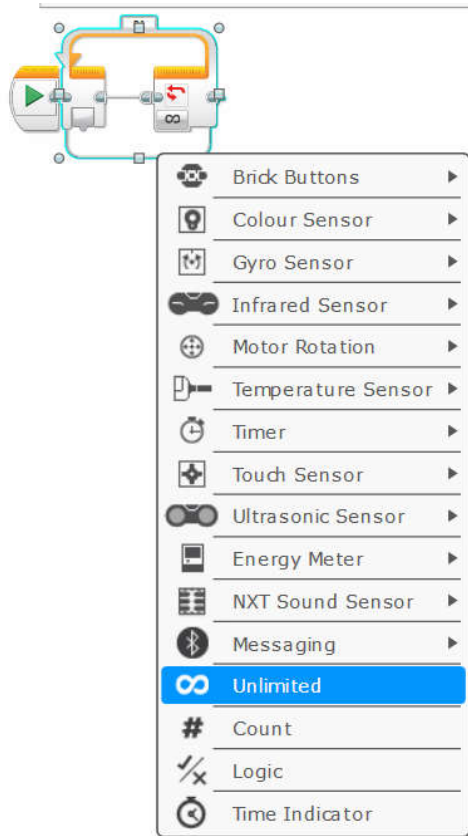 Brick Buttons
Colour Sensor
Gyro Sensor
Infrared Sensor
Motor Rotation
Temperature Sensor
Timer
Touch Sensor
Ultrasonic Sensor
Energy Meter
NXT Sound Sensor
Messaging
Unlimited
# Count
Logic
Time Indicator